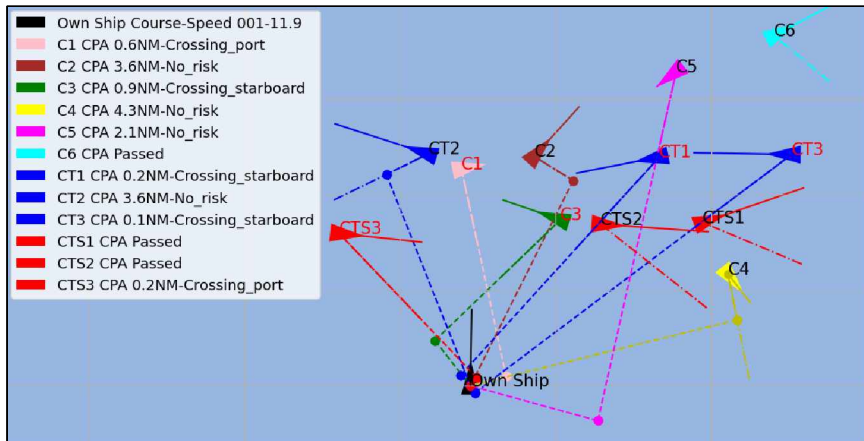 Own Ship Course-Speed 001-11.9
C1 CPA 0.6NM-Crossing_port
C2 CPA 3.6NM-No_risk
C3 CPA 0.9NM-Crossing_starboard
C4 CPA 4.3NM-No_risk
C5 CPA 2.1NM-No_risk
C6 CPA Passed
CT1 CPA 0.2NM-Crossing_starboard
CT2 CPA 3.6NM-No_risk
CT3 CPA 0.1NM-Crossing_starboard
CTS1 CPA Passed
CTS2 CPA Passed
CTS3 CPA 0.2NM-Crossing_port
C6
C5
CT2
C1
C2
CT1
CT3
CTS3
C3
CTS2
CTS1
C4
Own Ship